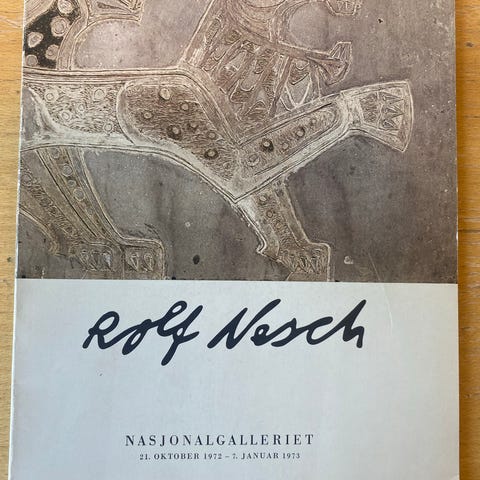 Rolf Nesch
NASJONALGALLERIET
21. OKTOBER 1972 – 7. JANUAR 1973